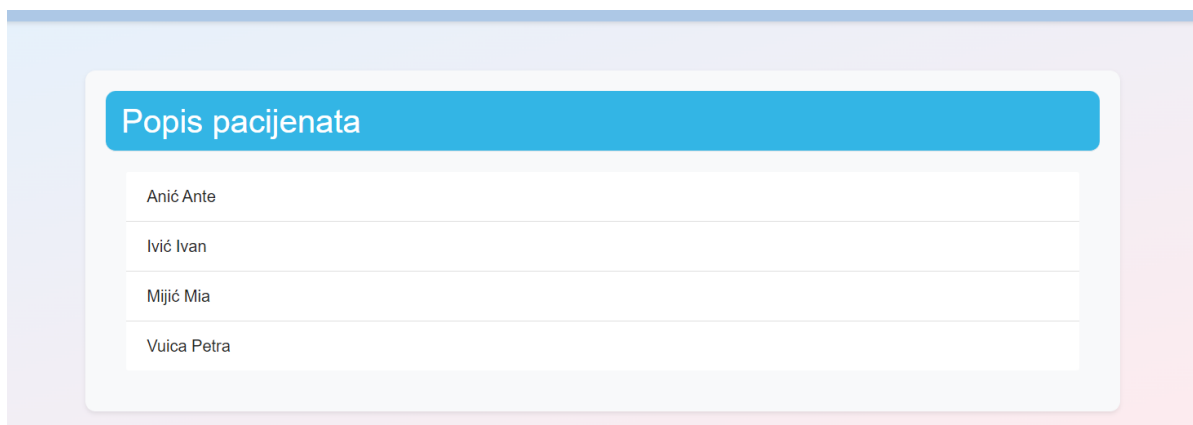 Popis pacijenata
Anić Ante
Ivić Ivan
Mijić Mia
Vuica Petra